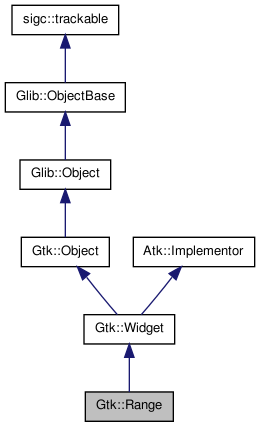 sigc::trackable
Glib::ObjectBase
Glib::Object
Gtk::Object
Atk::Implementor
Gtk::Widget
Gtk::Range